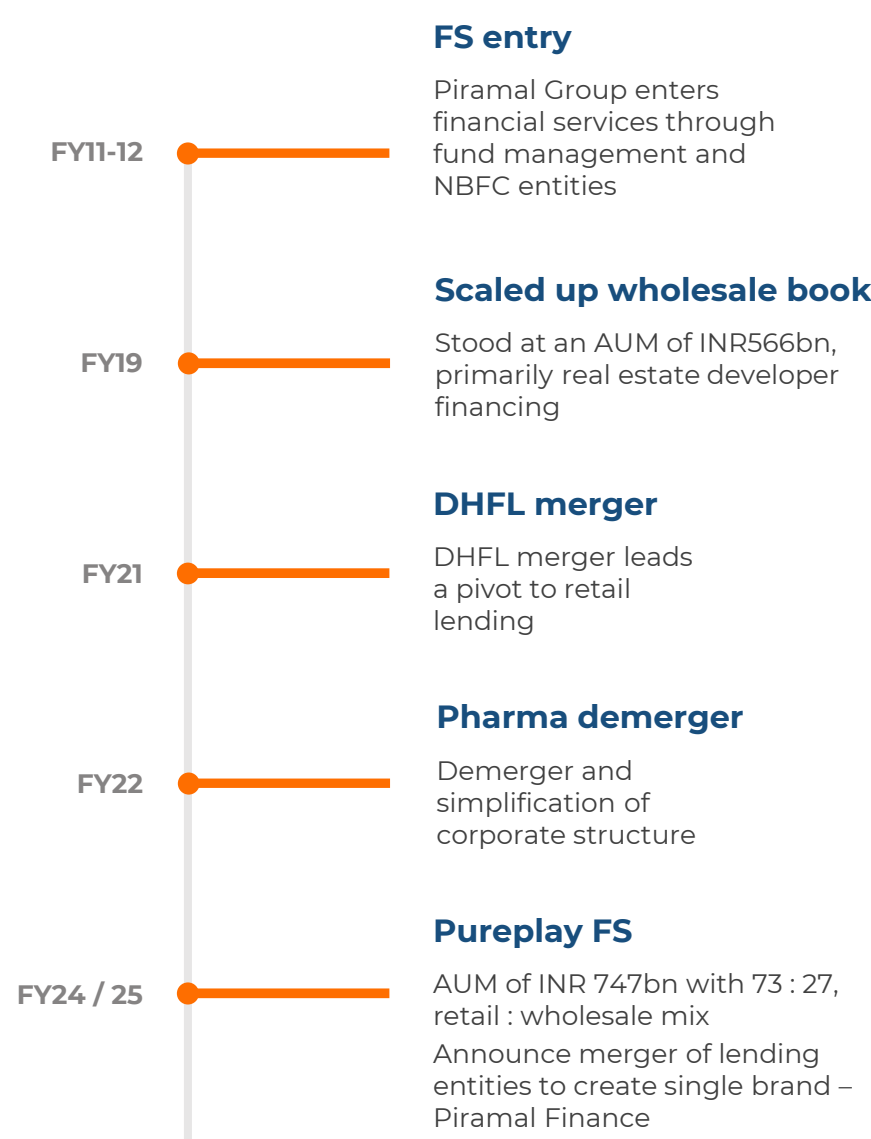 FS entry
Piramal Group enters
financial services through
fund management and
NBFC entities
FY11-12
Scaled up wholesale book
Stood at an AUM of INR566bn,
primarily real estate developer
financing
FY19
DHFL merger
DHFL merger leads
a pivot to retail
lending
FY21
Pharma demerger
Demerger and
simplification of
corporate structure
FY22
Pureplay FS
AUM of INR 747bn with 73 : 27,
retail : wholesale mix
Announce merger of lending
entities to create single brand –
Piramal Finance
FY24 / 25